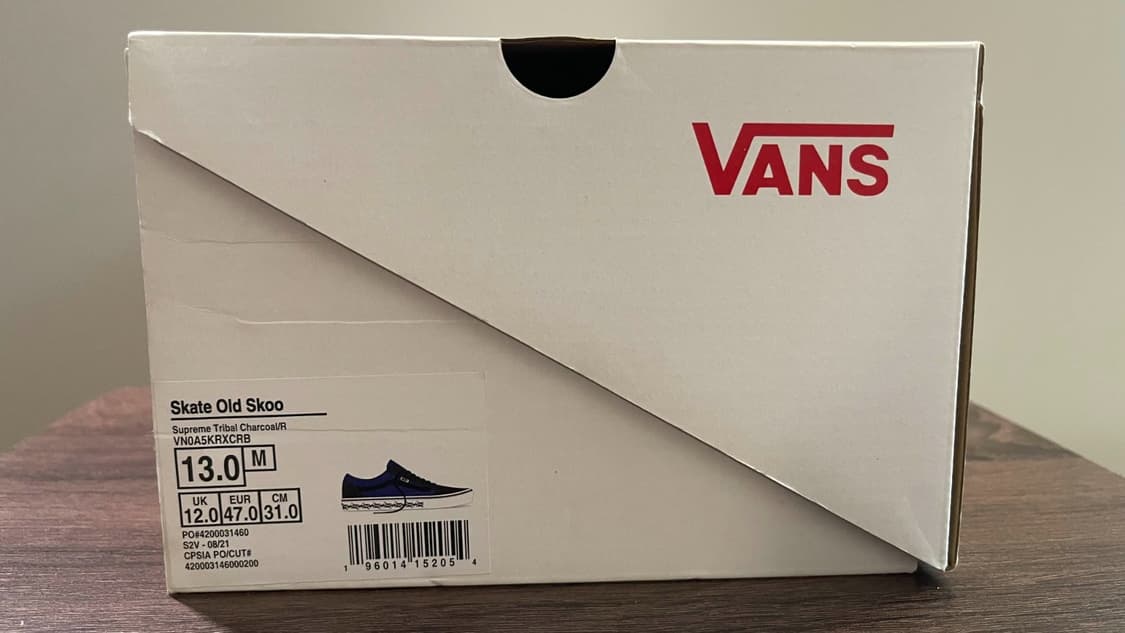 VANS
Skate Old Skoo
Supreme Tribal Charcoal/R
VN0A5KRXCRB
13.0 M
UK EUR CM
12.0 47.0 31.0
PO#4200031460
S2V - 08/21
CPSIA PO/CUT#
420003146000200
1 96014 15205 4